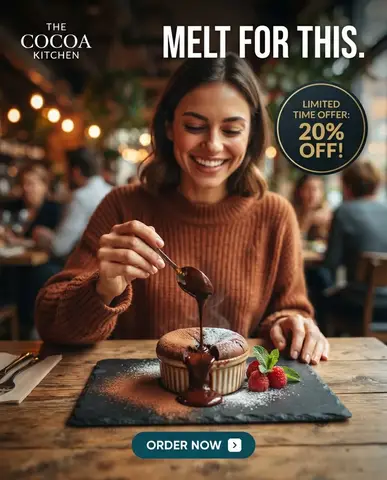 THE
COCOA
KITCHEN
MELT FOR THIS.
LIMITED
TIME OFFER:
20%
OFF!
ORDER NOW